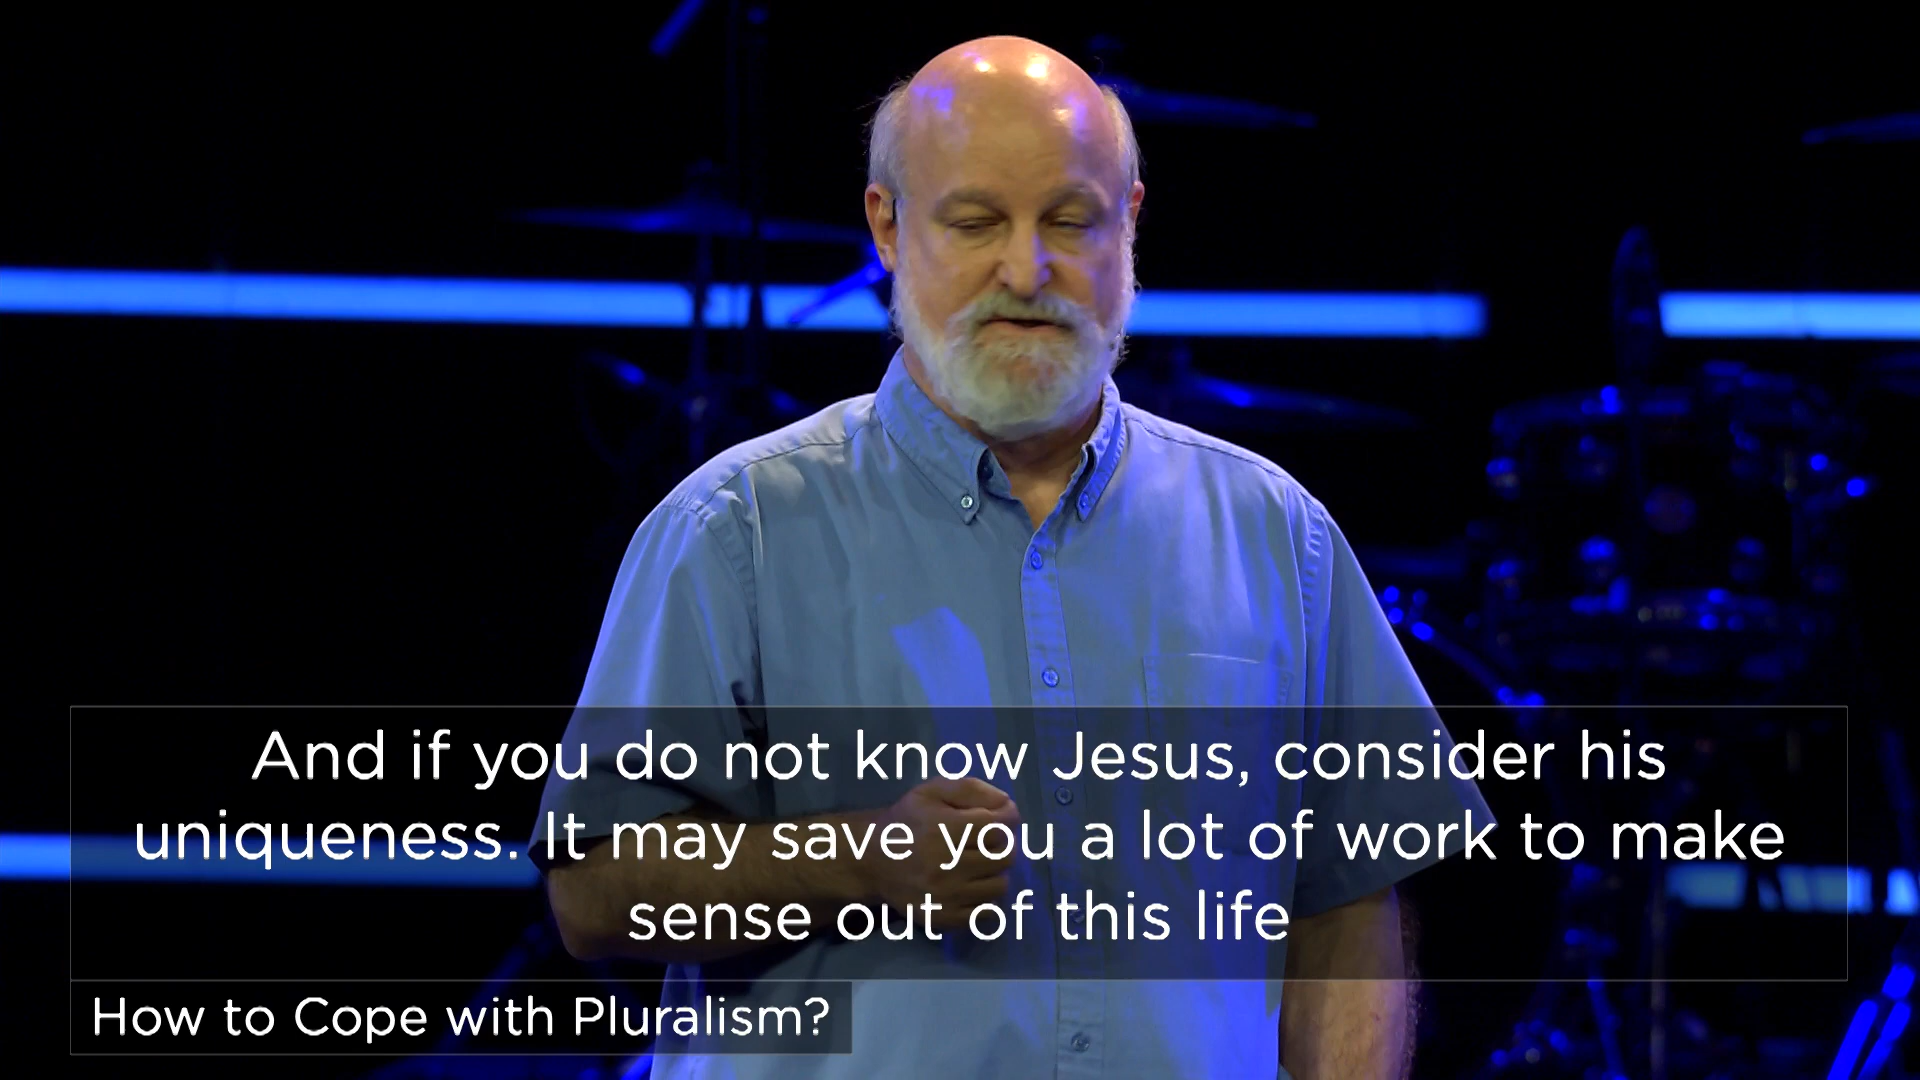 And if you do not know Jesus, consider his
uniqueness. It may save you a lot of work to make
sense out of this life
How to Cope with Pluralism?